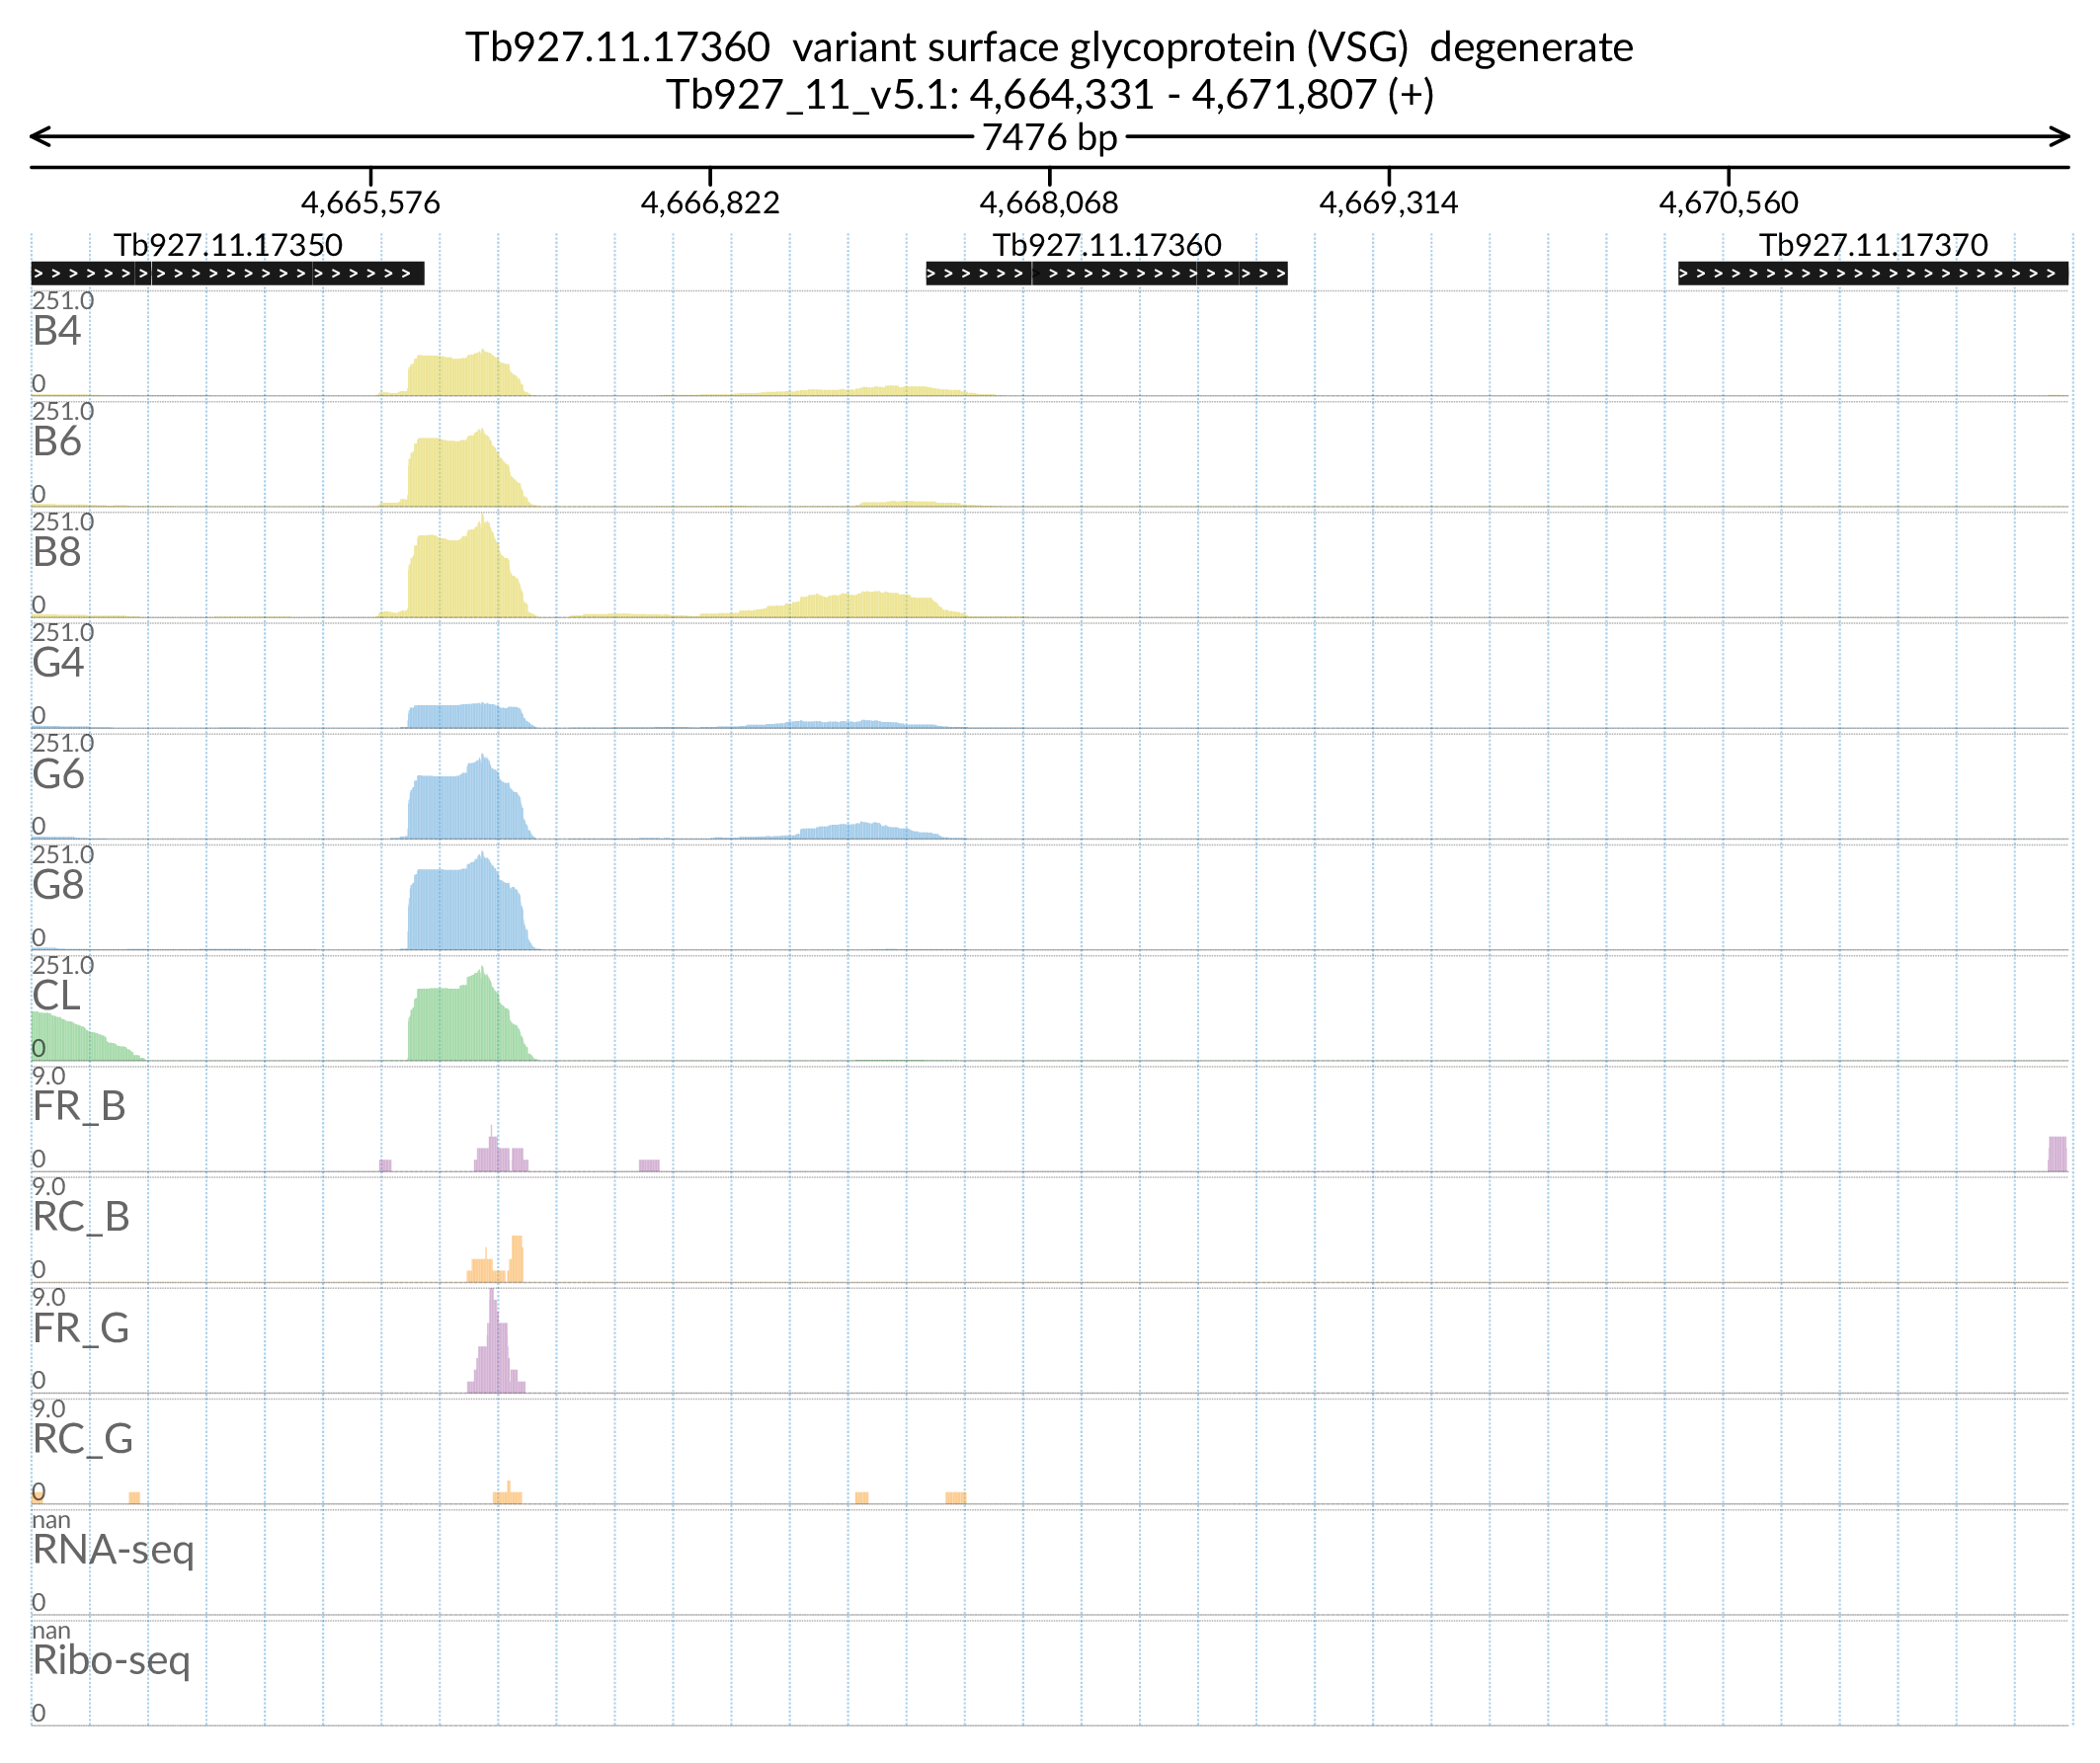 Tb927.11.17360  variant surface glycoprotein (VSG)  degenerate
Tb927_11_v5.1: 4,664,331 - 4,671,807 (+)
7476 bp
4,665,576 4,666,822 4,668,068 4,669,314 4,670,560
Tb927.11.17350 Tb927.11.17360 Tb927.11.17370
251.0
B4
0
251.0
B6
0
251.0
B8
0
251.0
G4
0
251.0
G6
0
251.0
G8
0
251.0
CL
0
9.0
FR_B
0
9.0
RC_B
0
9.0
FR_G
0
9.0
RC_G
0
nan
RNA-seq
0
nan
Ribo-seq
0